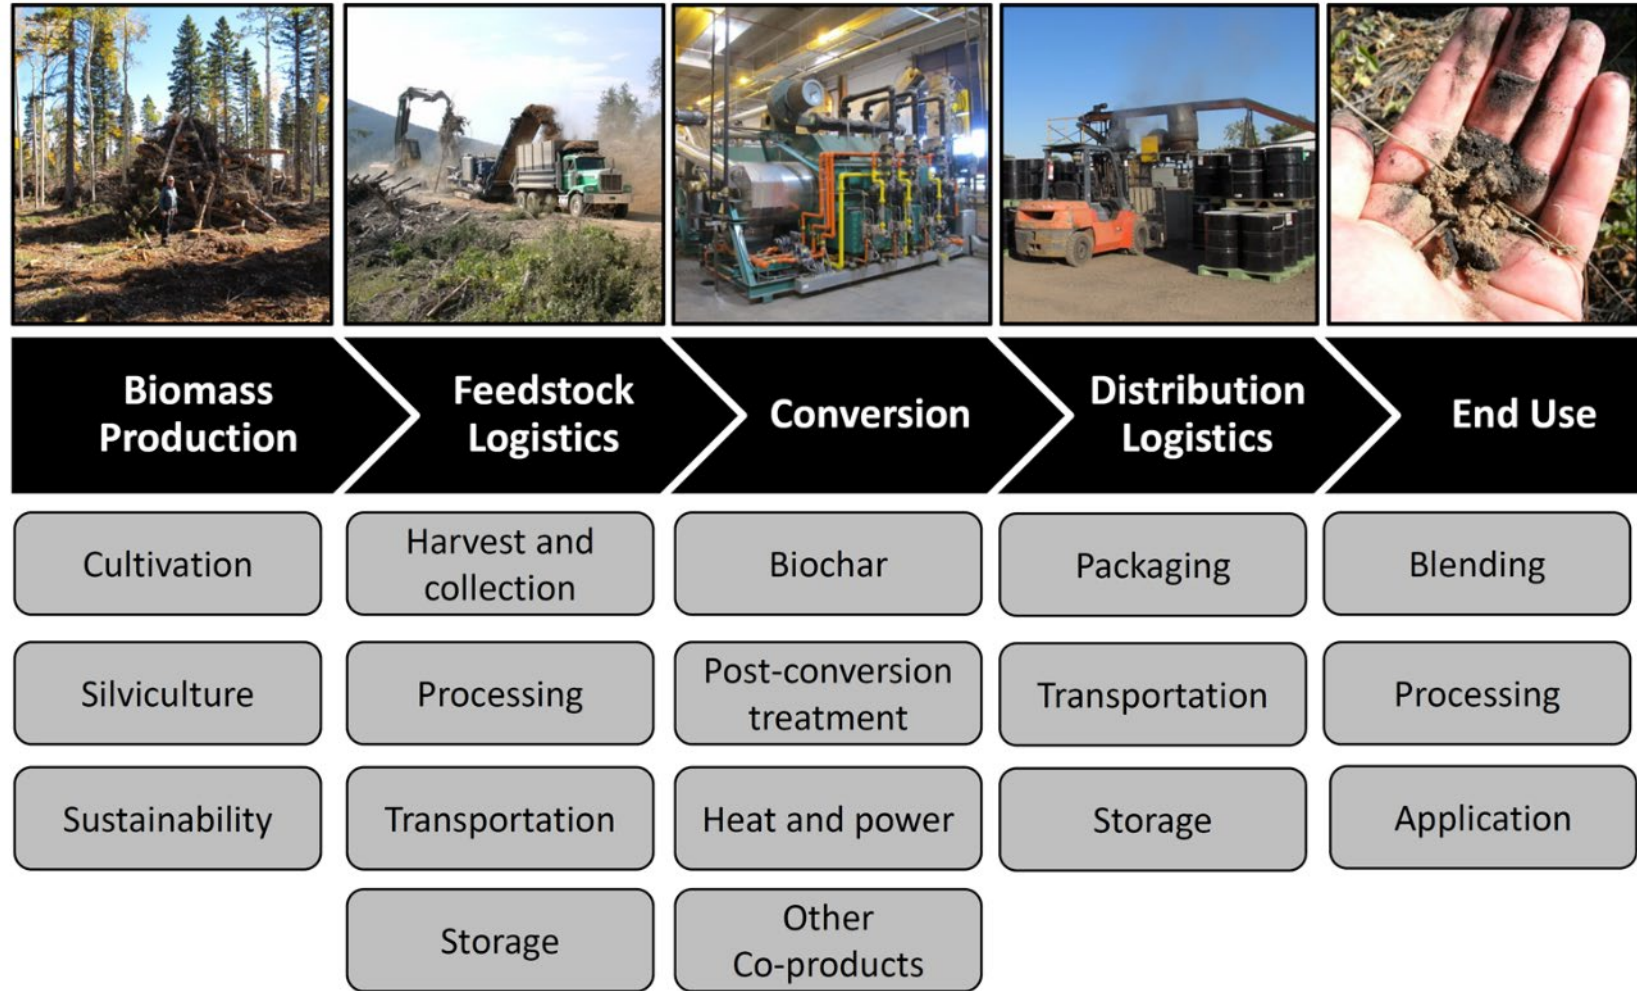 Biomass
Production
Feedstock
Logistics
Conversion
Distribution
Logistics
End Use
Cultivation
Harvest and
collection
Biochar
Packaging
Blending
Silviculture
Processing
Post-conversion
treatment
Transportation
Processing
Sustainability
Transportation
Heat and power
Storage
Application
Storage
Other
Co-products